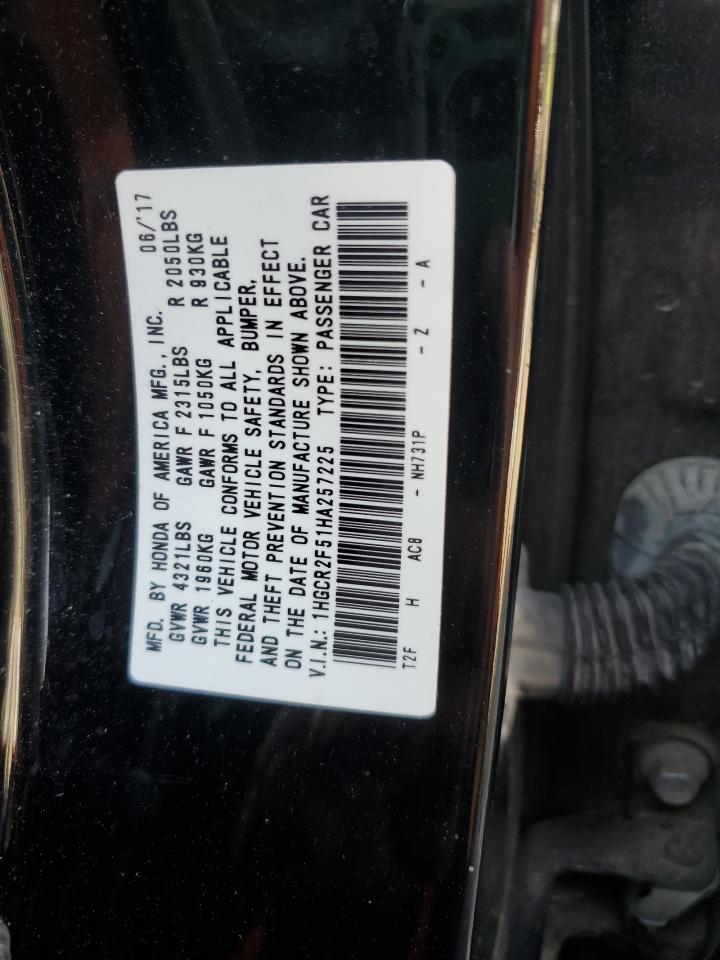 MFD. BY HONDA OF AMERICA MFG., INC. 06/'17
GVWR 4321LBS GAWR F 2315LBS R 2050LBS
GVWR 1960KG GAWR F 1050KG R 930KG
THIS VEHICLE CONFORMS TO ALL APPLICABLE
FEDERAL MOTOR VEHICLE SAFETY, BUMPER,
AND THEFT PREVENTION STANDARDS IN EFFECT
ON THE DATE OF MANUFACTURE SHOWN ABOVE.
V.I.N.: 1HGCR2F51HA257225 TYPE: PASSENGER CAR
T2F H AC8 - NH731P - Z - A